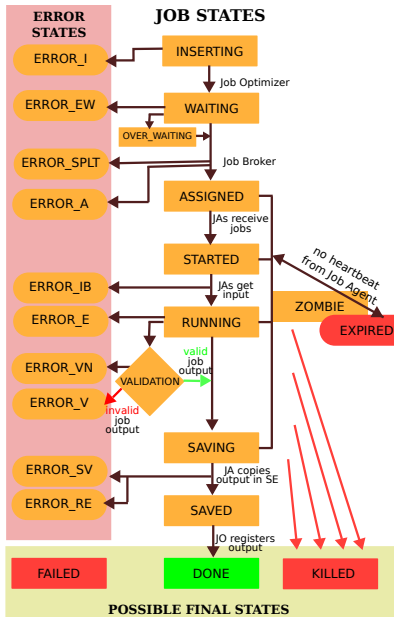 ERROR
STATES
JOB STATES
ERROR_I
INSERTING
Job Optimizer
ERROR_EW
WAITING
OVER_WAITING
ERROR_SPLT
Job Broker
ERROR_A
ASSIGNED
JAs receive
jobs
STARTED
no heartbeat
from Job Agent
ERROR_IB
JAs get
input
ZOMBIE
ERROR_E
RUNNING
EXPIRED
ERROR_VN
valid
job
output
VALIDATION
ERROR_V
invalid
job
output
SAVING
ERROR_SV
JA copies
output in SE
ERROR_RE
SAVED
JO registers
output
FAILED
DONE
KILLED
POSSIBLE FINAL STATES